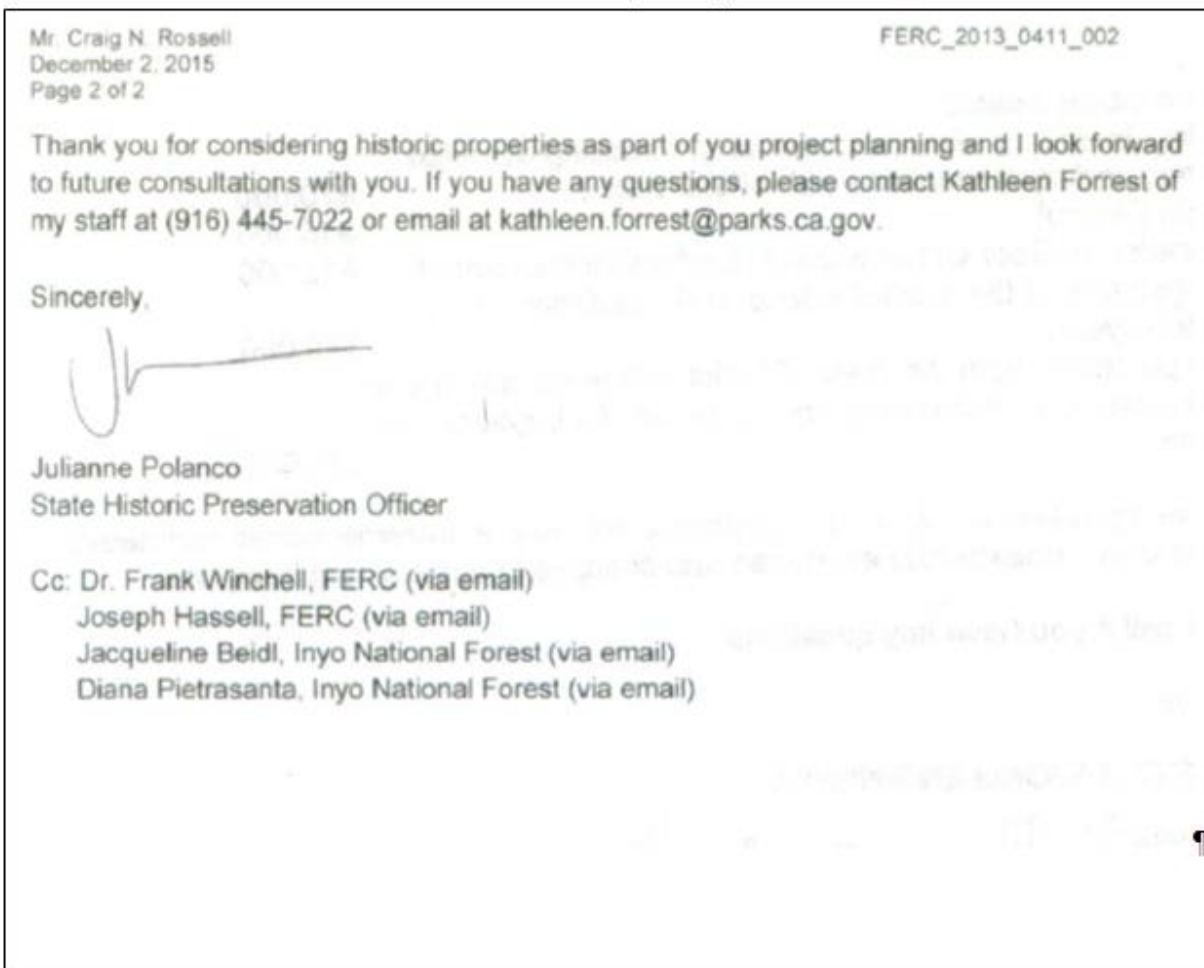 Mr. Craig N. Rossell
FERC_2013_0411_002
December 2, 2015
Page 2 of 2
Thank you for considering historic properties as part of you project planning and I look forward
to future consultations with you. If you have any questions, please contact Kathleen Forrest of
my staff at (916) 445-7022 or email at kathleen.forrest@parks.ca.gov.
Sincerely,
Julianne Polanco
State Historic Preservation Officer
Cc: Dr. Frank Winchell, FERC (via email)
Joseph Hassell, FERC (via email)
Jacqueline Beidl, Inyo National Forest (via email)
Diana Pietrasanta, Inyo National Forest (via email)
¶